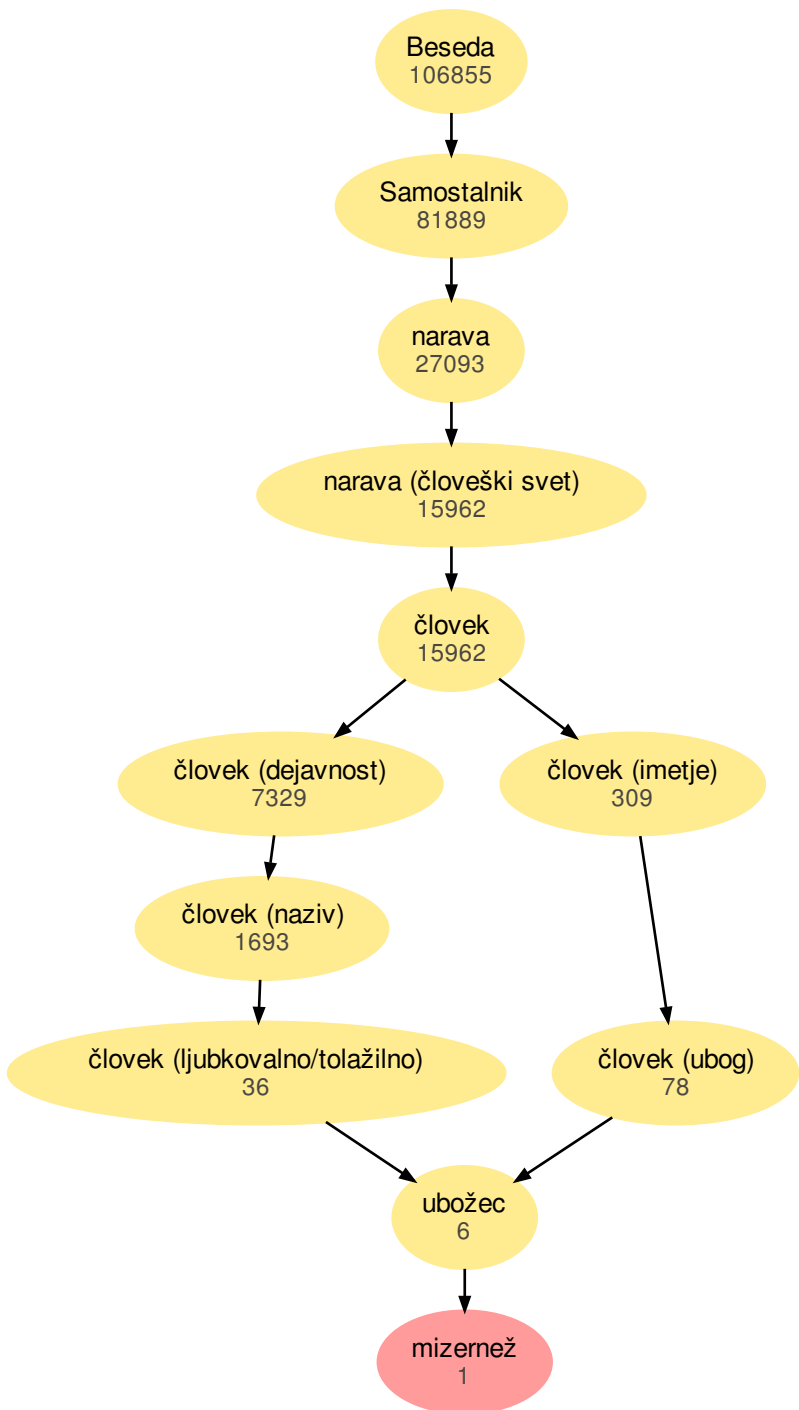 Beseda
106855
Samostalnik
81889
narava
27093
narava (človeški svet)
15962
človek
15962
človek (dejavnost)
7329
človek (imetje)
309
človek (naziv)
1693
človek (ljubkovalno/tolažilno)
36
človek (ubog)
78
ubožec
6
mizernež
1